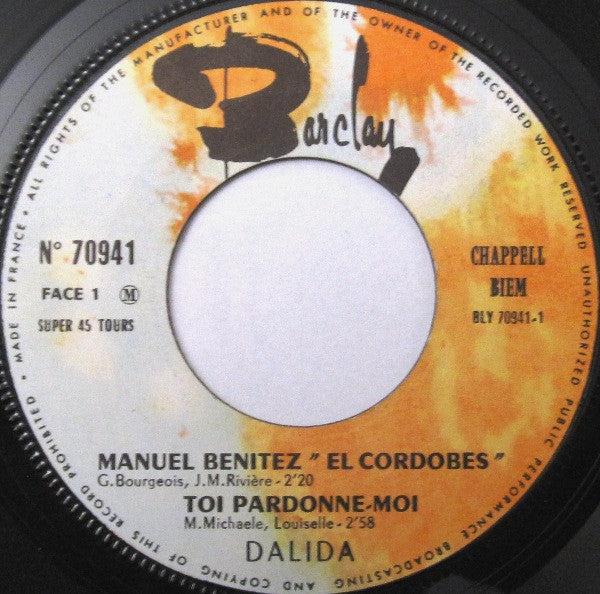 MADE IN FRANCE • ALL RIGHTS OF THE MANUFACTURER AND OF THE OWNER OF THE RECORDED WORK RESERVED UNAUTHORIZED PUBLIC PERFORMANCE BROADCASTING AND COPYING OF THIS RECORD PROHIBITED •
Barclay
N° 70941
FACE 1 M
SUPER 45 TOURS
CHAPPELL
BIEM
BLY 70941-1
MANUEL BENITEZ " EL CORDOBES "
G. Bourgeois, J.M. Rivière - 2'20
TOI PARDONNE-MOI
M. Michaele, Louiselle - 2'58
DALIDA